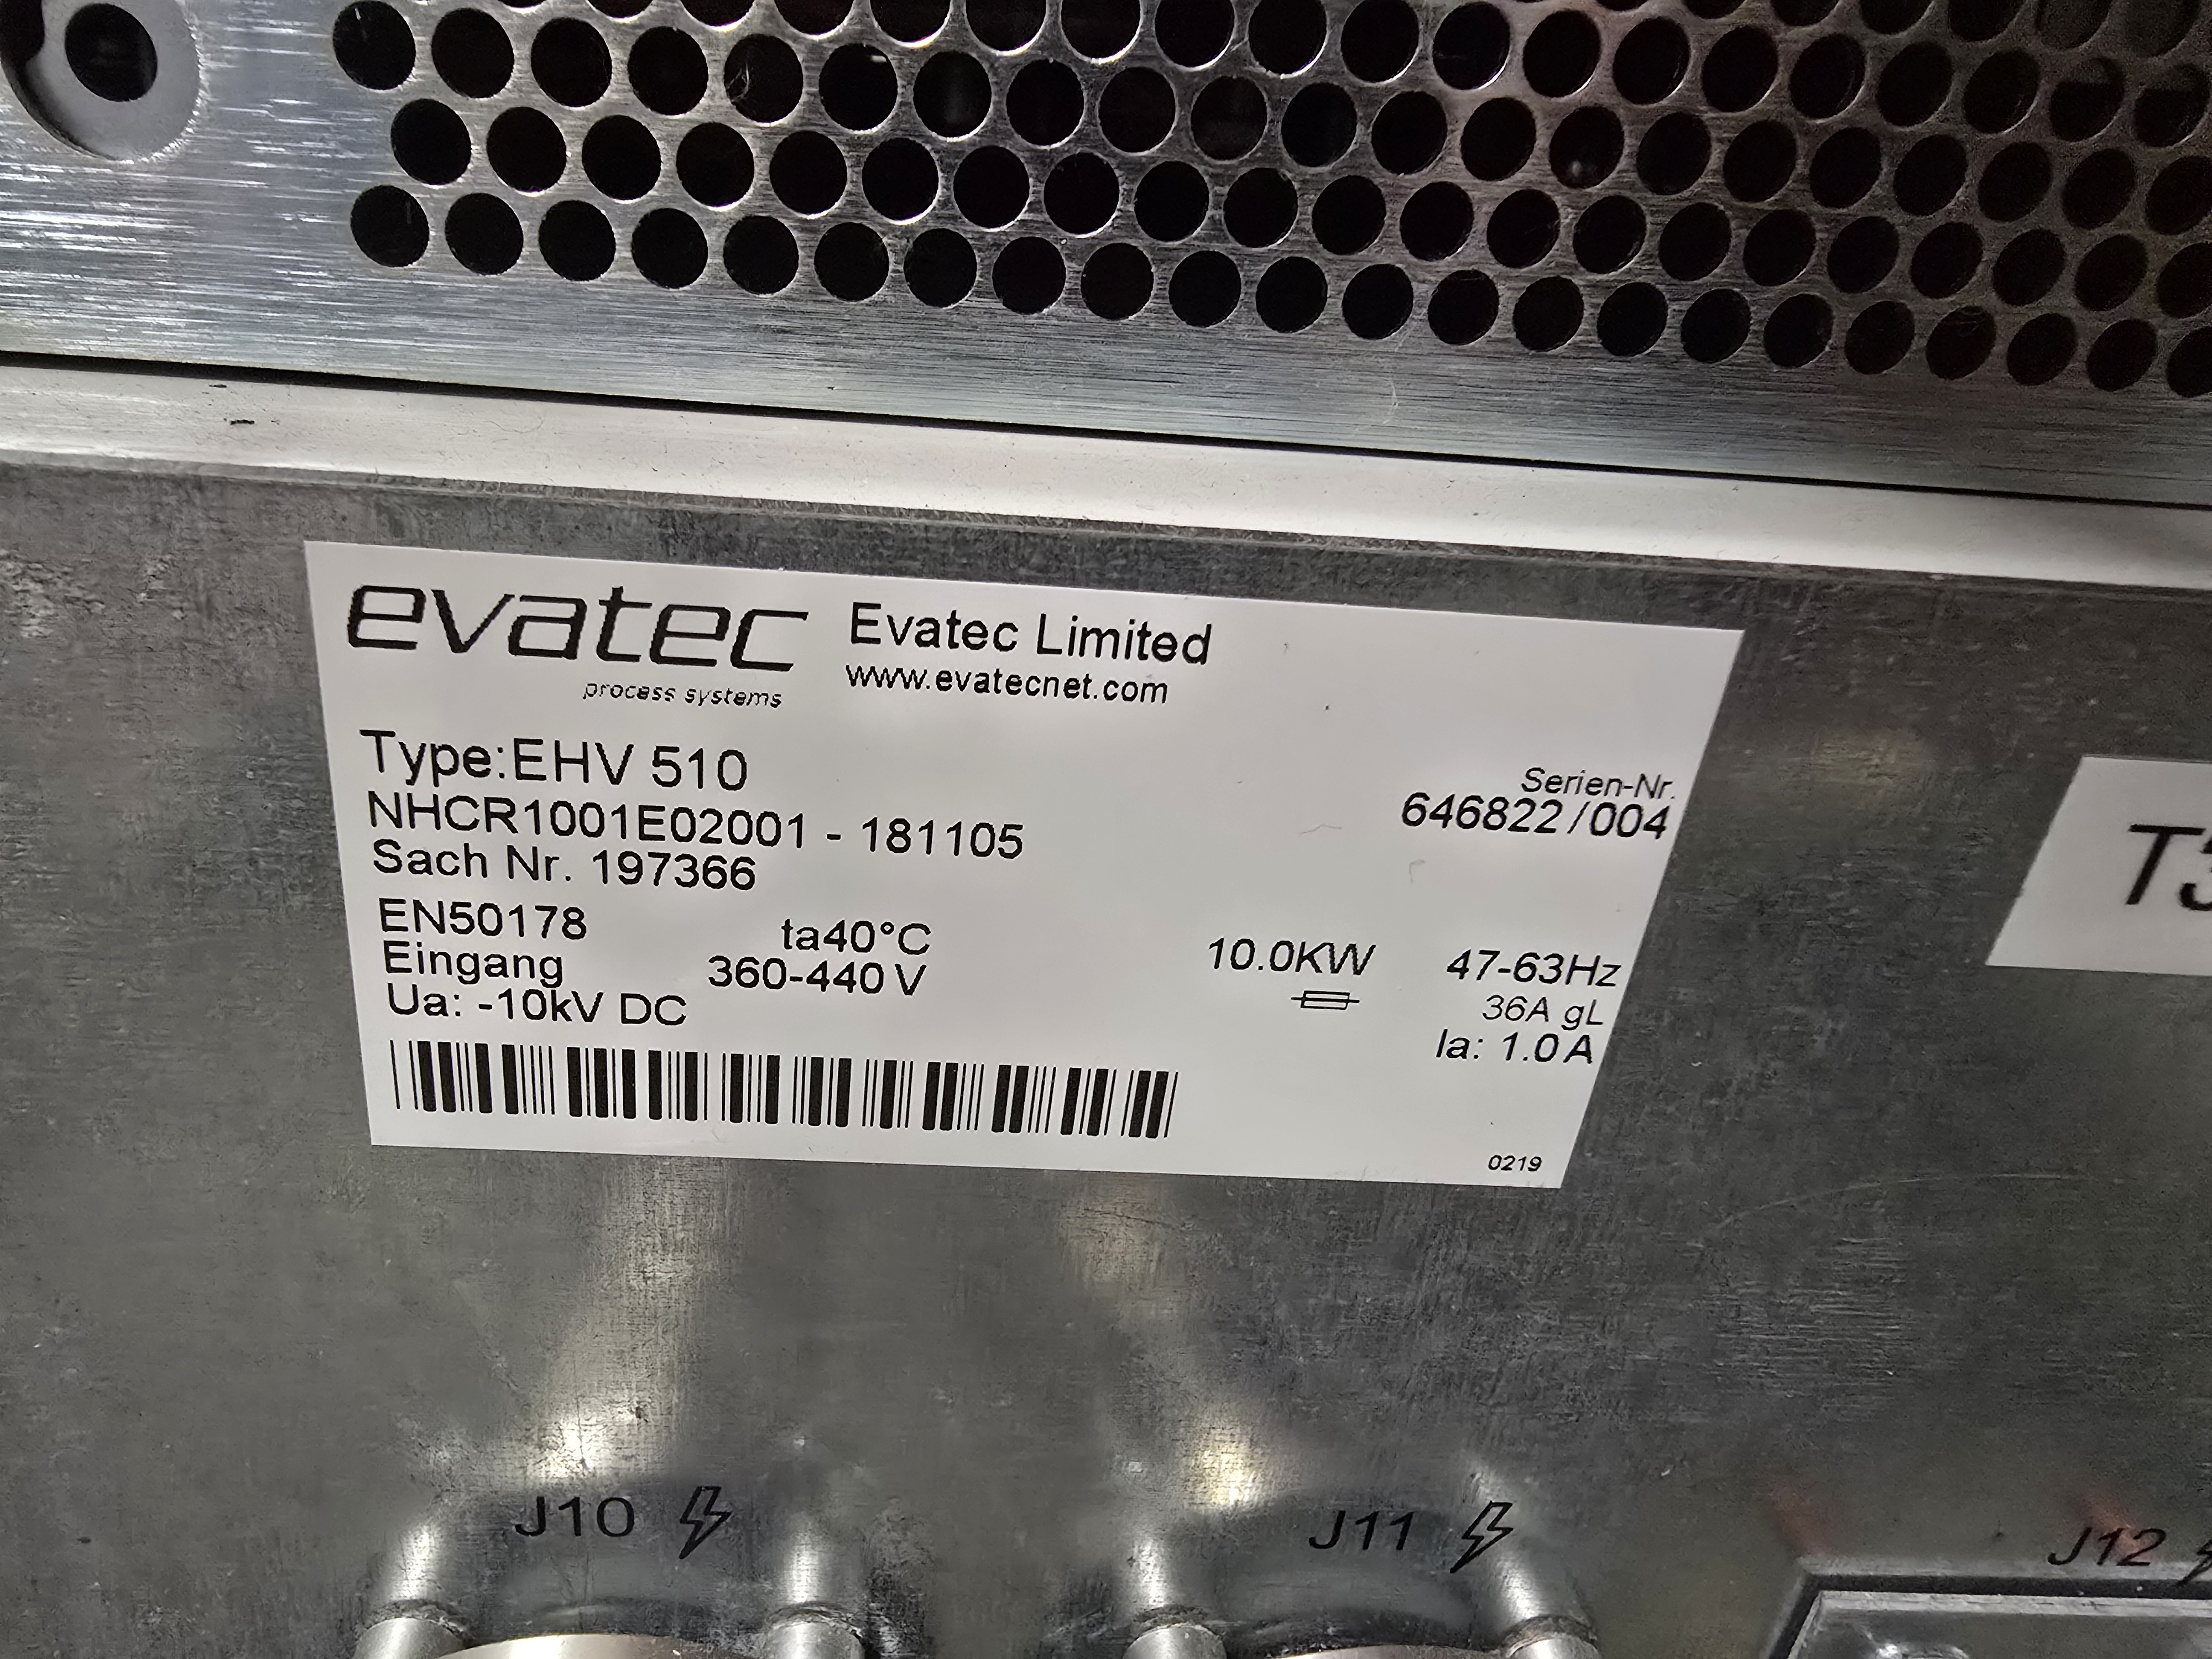 evatec
process systems
Evatec Limited
www.evatecnet.com
Type:EHV 510
NHCR1001E02001 - 181105
Serien-Nr.
646822/004
Sach Nr. 197366
EN50178 ta40°C
Eingang 360-440 V 10.0KW 47-63Hz
36A gL
Ua: -10kV DC Ia: 1.0 A
0219
J10
J11
J12